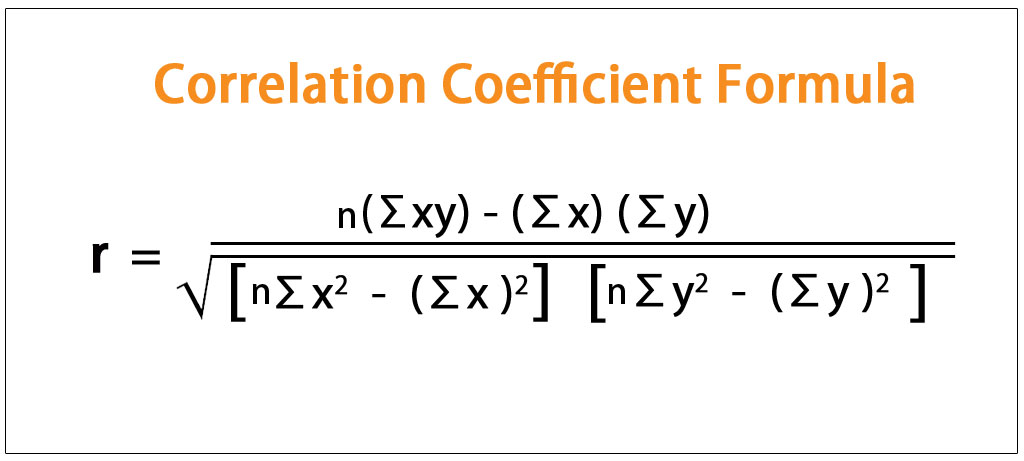 Correlation Coefficient Formula
n(Σxy) - (Σx) (Σy)
r =
√[nΣx² - (Σx)²] [nΣy² - (Σy)²]